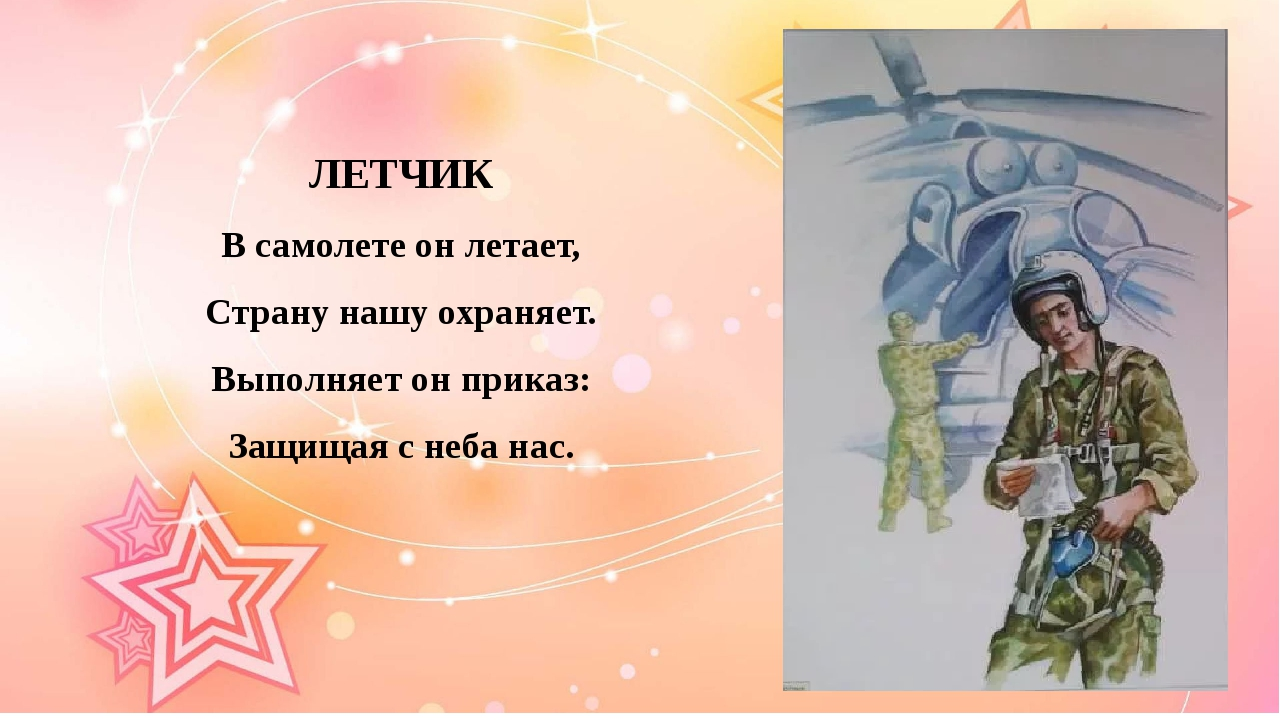 ЛЕТЧИК
В самолете он летает,
Страну нашу охраняет.
Выполняет он приказ:
Защищая с неба нас.